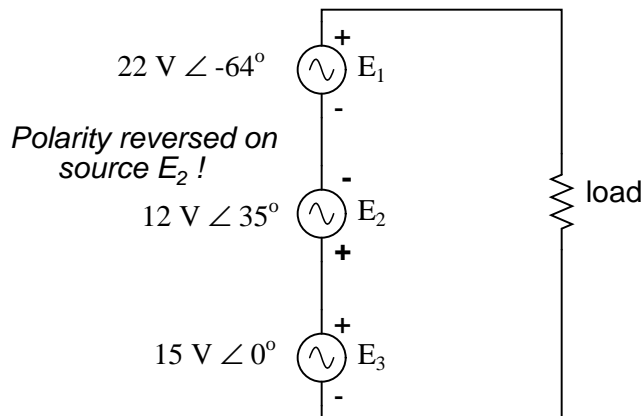 +
22 V ∠ -64° E₁
-
Polarity reversed on
source E₂ !
-
12 V ∠ 35° E₂
+
load
+
15 V ∠ 0° E₃
-